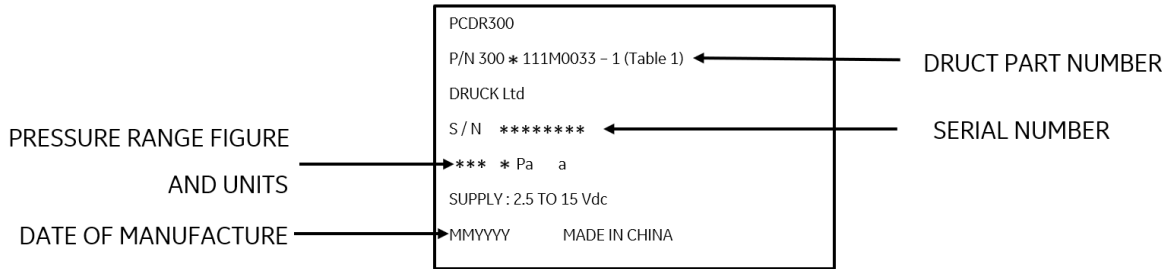 PCDR300
P/N 300 * 111M0033 – 1 (Table 1)
DRUCT PART NUMBER
DRUCK Ltd
S / N ********
SERIAL NUMBER
PRESSURE RANGE FIGURE
AND UNITS
*** * Pa a
SUPPLY : 2.5 TO 15 Vdc
DATE OF MANUFACTURE
MMYYYY MADE IN CHINA